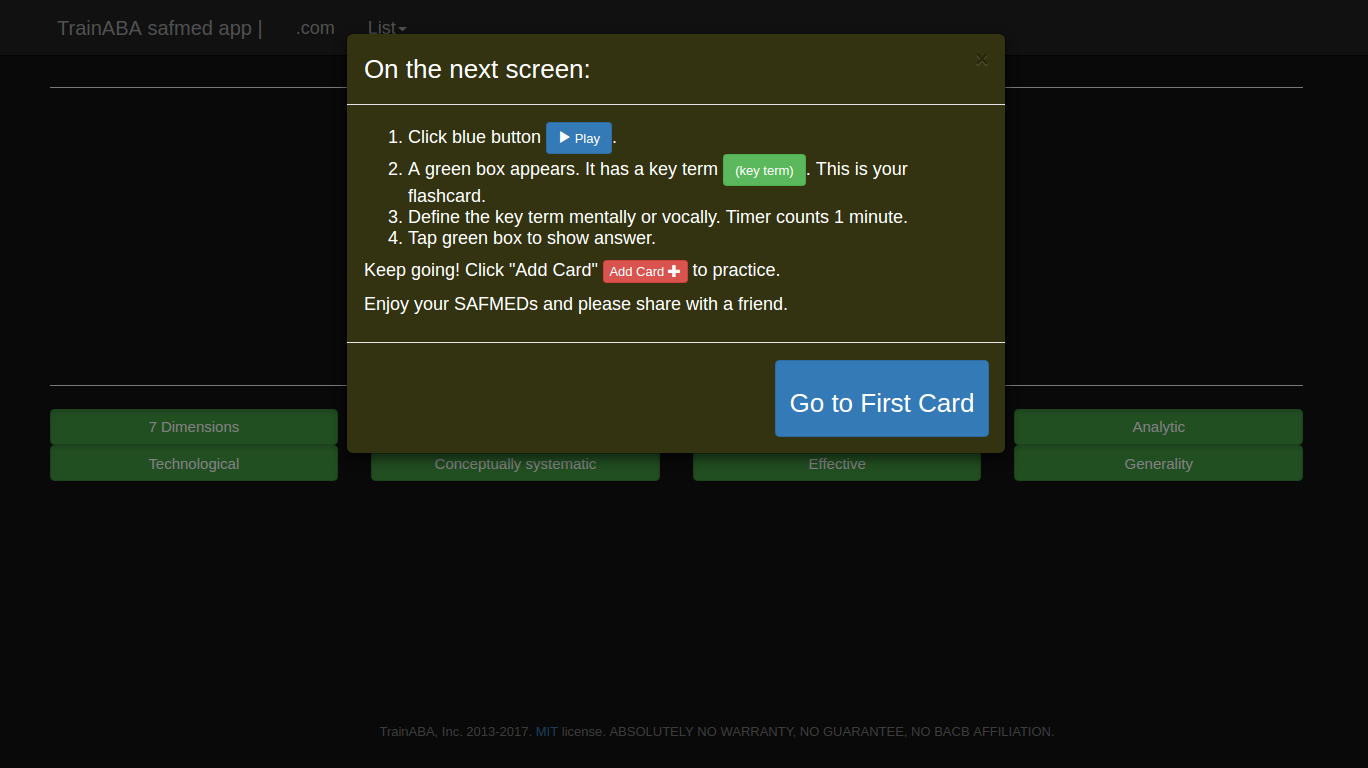 TrainABA safmed app | .com List
On the next screen:
×
1. Click blue button Play .
2. A green box appears. It has a key term (key term) . This is your
flashcard.
3. Define the key term mentally or vocally. Timer counts 1 minute.
4. Tap green box to show answer.
Keep going! Click "Add Card" Add Card to practice.
Enjoy your SAFMEDs and please share with a friend.
Go to First Card
7 Dimensions Analytic
Technological Conceptually systematic Effective Generality
TrainABA, Inc. 2013-2017. MIT license. ABSOLUTELY NO WARRANTY, NO GUARANTEE, NO BACB AFFILIATION.